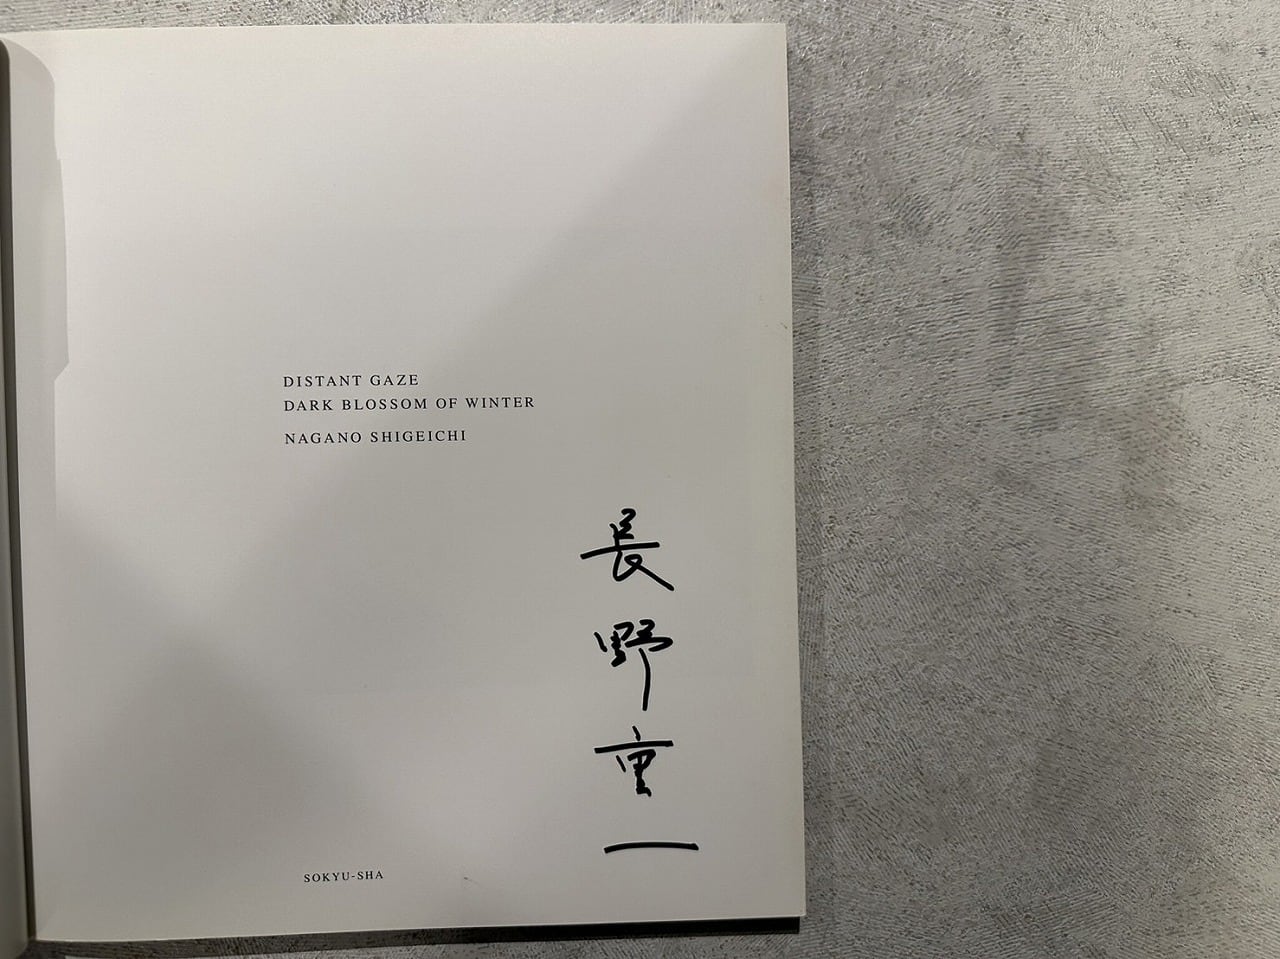 DISTANT GAZE
DARK BLOSSOM OF WINTER
NAGANO SHIGEICHI
長野重一
SOKYU-SHA